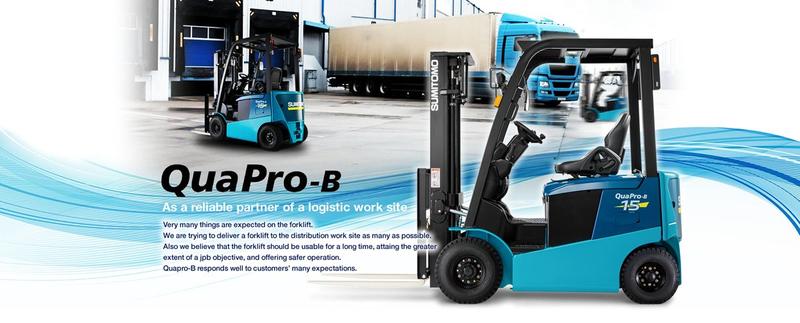 SUMITOMO
QuaPro-B
As a reliable partner of a logistic work site
Very many things are expected on the forklift.
We are trying to deliver a forklift to the distribution work site as many as possible.
Also we believe that the forklift should be usable for a long time, attaing the greater
extent of a jpb objective, and offering safer operation.
Quapro-B responds well to customers' many expectations.
QuaPro-B
15